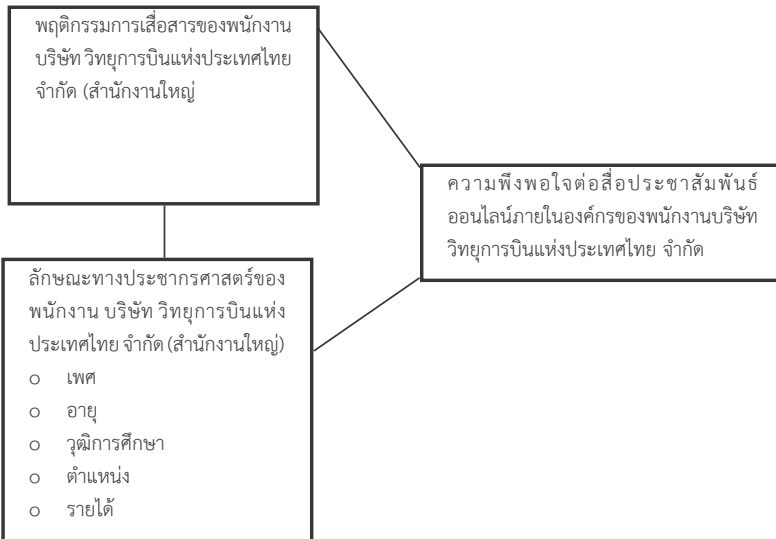 พฤติกรรมการเสื่อสารของพนักงาน
บริษัท วิทยุการบินแห่งประเทศไทย
จำกัด (สำนักงานใหญ่
ความพึงพอใจต่อสื่อประชาสัมพันธ์
ออนไลน์ภายในองค์กรของพนักงานบริษัท
วิทยุการบินแห่งประเทศไทย จำกัด
ลักษณะทางประชากรศาสตร์ของ
พนักงาน บริษัท วิทยุการบินแห่ง
ประเทศไทย จำกัด (สำนักงานใหญ่)
o เพศ
o อายุ
o วุฒิการศึกษา
o ตำแหน่ง
o รายได้